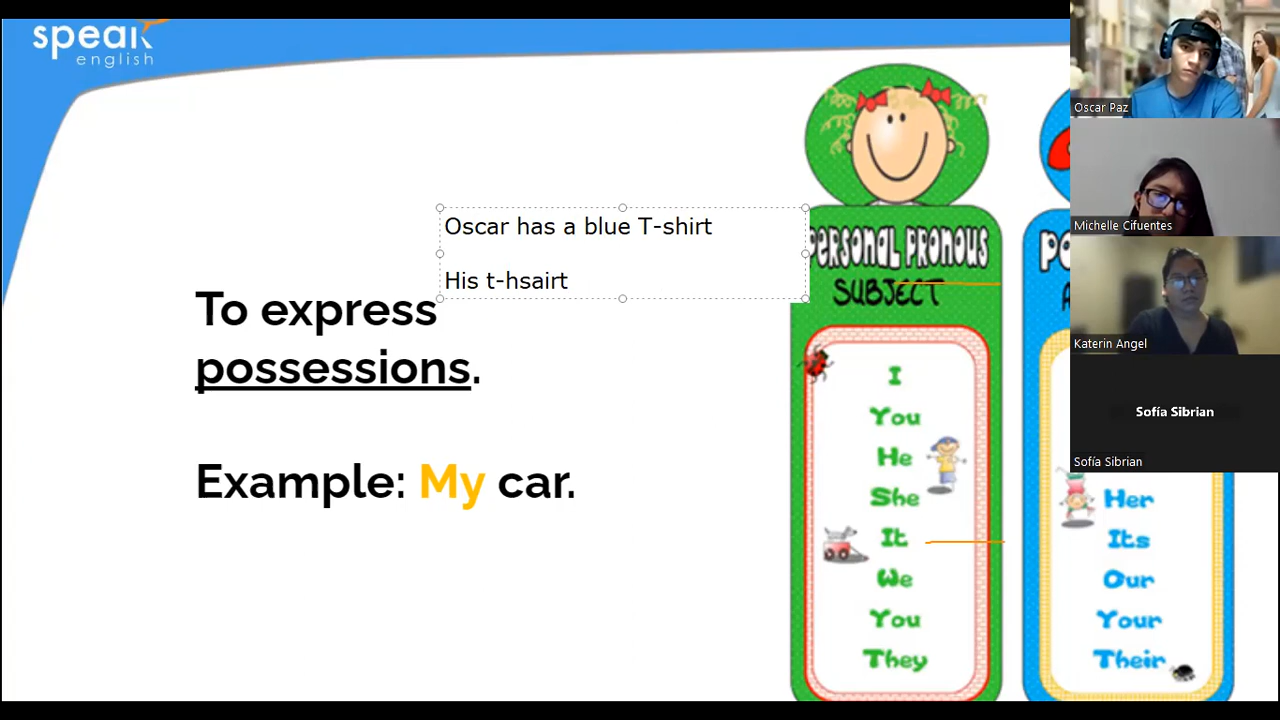 speak
english
Oscar has a blue T-shirt
His t-hsairt
To express
possessions.
Example: My car.
PERSONAL PRONOUS
SUBJECT
I
You
He
She
It
We
You
They
Her
Its
Our
Your
Their
Oscar Paz
Michelle Cifuentes
Katerin Angel
Sofía Sibrian
Sofía Sibrian